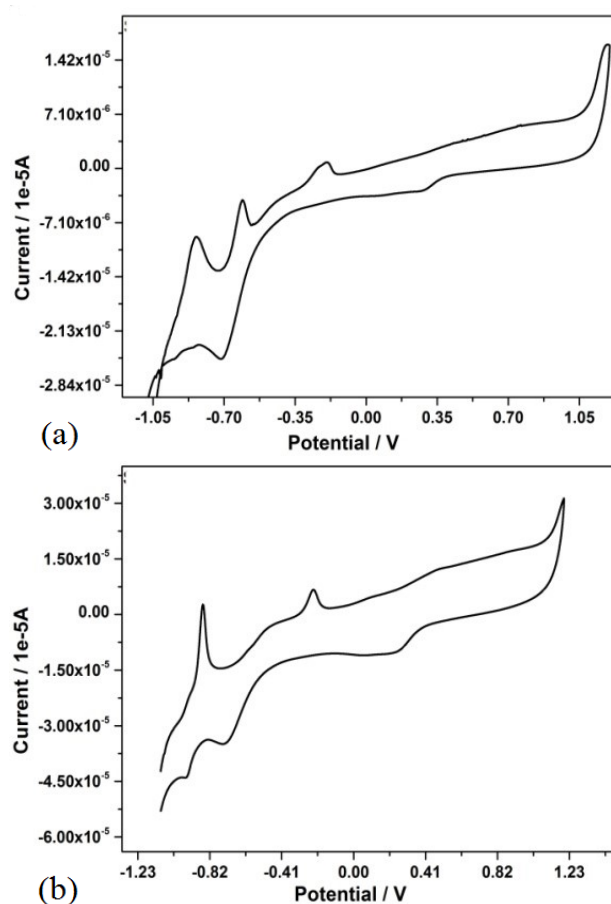 1.42x10-5
7.10x10-6
0.00
-7.10x10-6
-1.42x10-5
-2.13x10-5
-2.84x10-5
Current / 1e-5A
-1.05 -0.70 -0.35 0.00 0.35 0.70 1.05
Potential / V
(a)
3.00x10-5
1.50x10-5
0.00
-1.50x10-5
-3.00x10-5
-4.50x10-5
-6.00x10-5
Current / 1e-5A
-1.23 -0.82 -0.41 0.00 0.41 0.82 1.23
Potential / V
(b)